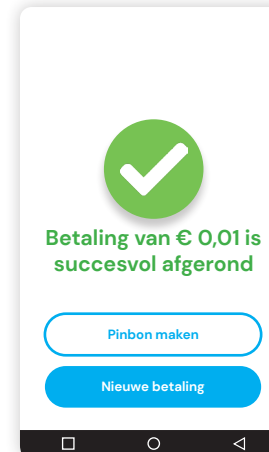 Betaling van € 0,01 is
succesvol afgerond
Pinbon maken
Nieuwe betaling